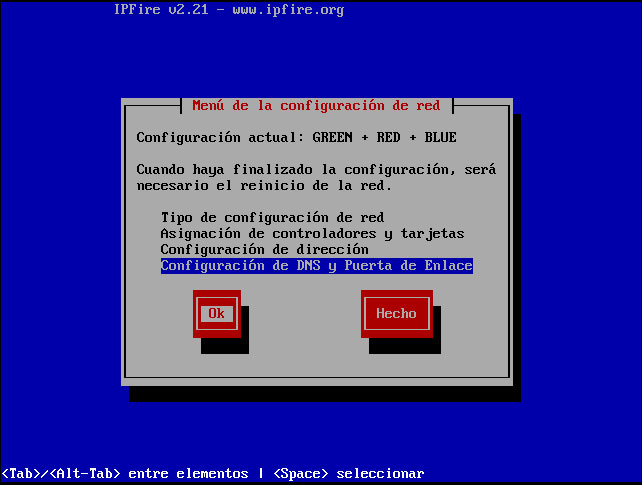 IPFire v2.21 - www.ipfire.org
Menú de la configuración de red
Configuración actual: GREEN + RED + BLUE
Cuando haya finalizado la configuración, será
necesario el reinicio de la red.
Tipo de configuración de red
Asignación de controladores y tarjetas
Configuración de dirección
Configuración de DNS y Puerta de Enlace
Ok Hecho
<Tab>/<Alt-Tab> entre elementos | <Space> seleccionar